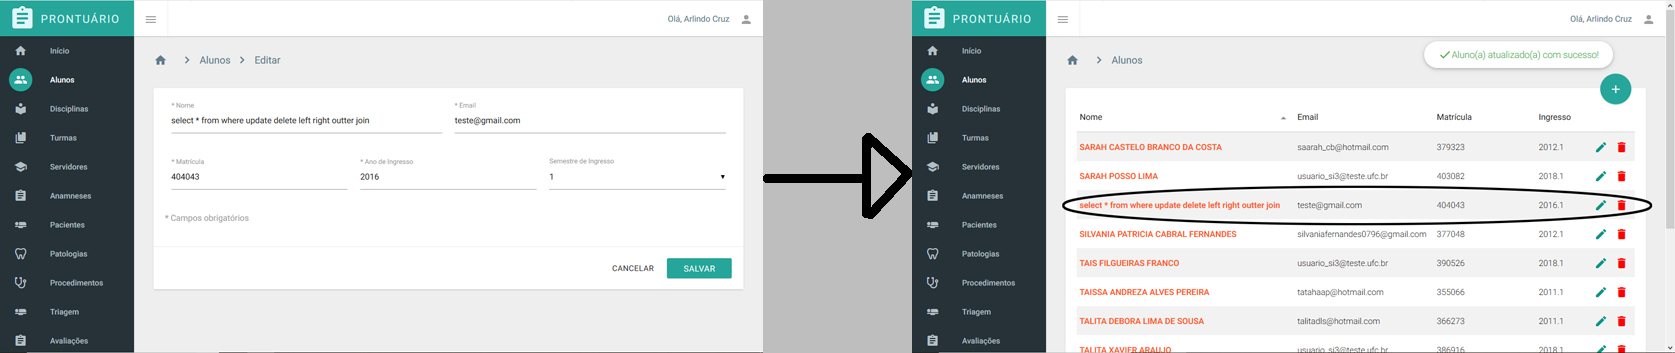 PRONTUÁRIO
Olá, Arlindo Cruz
Início
Alunos
Disciplinas
Turmas
Servidores
Anamneses
Pacientes
Patologias
Procedimentos
Triagem
Avaliações
Alunos
Editar
* Nome
select * from where update delete left right outter join
* Email
teste@gmail.com
* Matrícula
404043
* Ano de Ingresso
2016
Semestre de Ingresso
1
* Campos obrigatórios
CANCELAR
SALVAR
PRONTUÁRIO
Olá, Arlindo Cruz
Início
Alunos
Disciplinas
Turmas
Servidores
Anamneses
Pacientes
Patologias
Procedimentos
Triagem
Avaliações
Alunos
Aluno(a) atualizado(a) com sucesso!
+
Nome Email Matrícula Ingresso
SARAH CASTELO BRANCO DA COSTA saarah_cb@hotmail.com 379323 2012.1
SARAH POSSO LIMA usuario_si3@teste.ufc.br 403082 2018.1
select * from where update delete left right outter join teste@gmail.com 404043 2016.1
SILVANIA PATRICIA CABRAL FERNANDES silvaniafernandes0796@gmail.com 377048 2012.1
TAIS FILGUEIRAS FRANCO usuario_si3@teste.ufc.br 390526 2018.1
TAISSA ANDREZA ALVES PEREIRA tatahaap@hotmail.com 355066 2011.1
TALITA DEBORA LIMA DE SOUSA talitadls@hotmail.com 366273 2011.1
TALITA XAVIER ARAUJO usuario_si3@teste.ufc.br 386916 2018.1